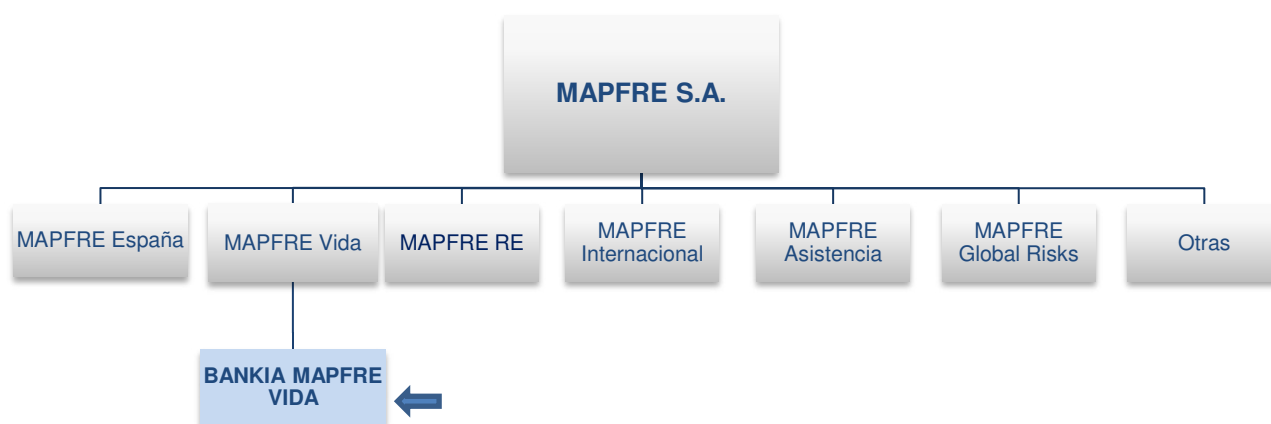 MAPFRE S.A.
MAPFRE España
MAPFRE Vida
MAPFRE RE
MAPFRE
Internacional
MAPFRE
Asistencia
MAPFRE
Global Risks
Otras
BANKIA MAPFRE
VIDA